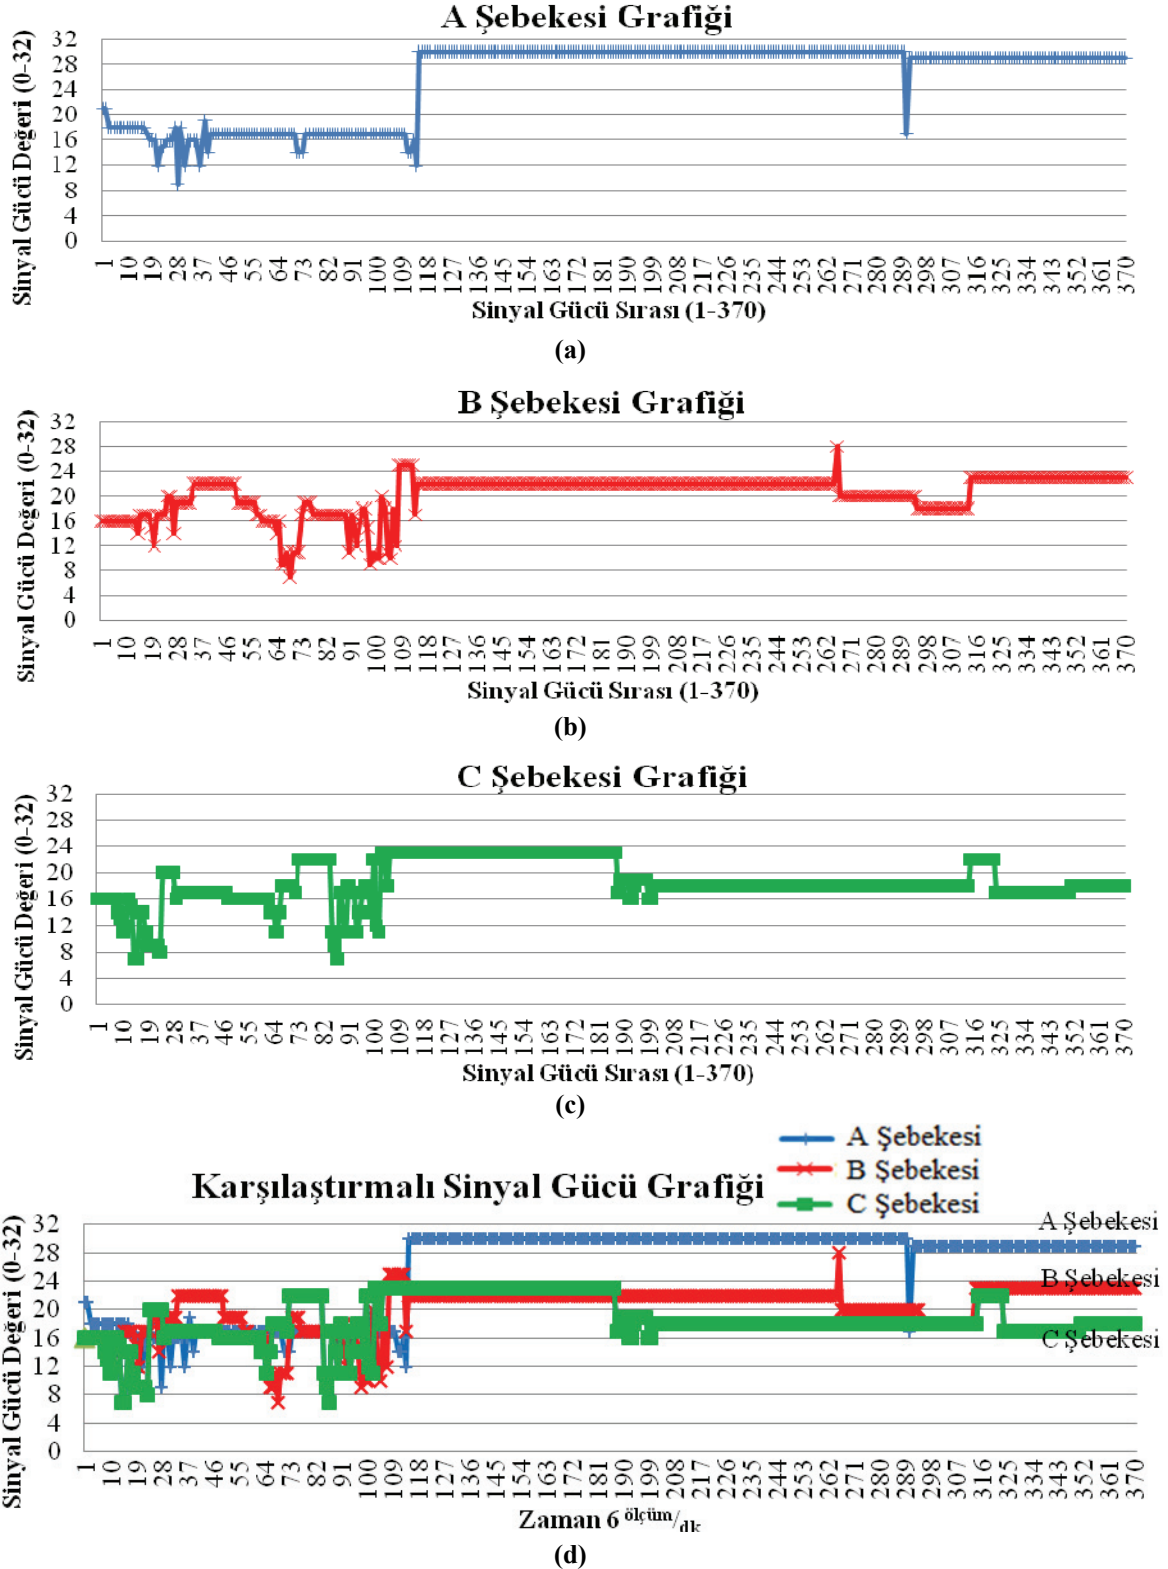 A Şebekesi Grafiği
Sinyal Gücü Değeri (0-32)
32
28
24
20
16
12
8
4
0
1 10 19 28 37 46 55 64 73 82 91 100 109 118 127 136 145 154 163 172 181 190 199 208 217 226 235 244 253 262 271 280 289 298 307 316 325 334 343 352 361 370
Sinyal Gücü Sırası (1-370)
(a)
B Şebekesi Grafiği
Sinyal Gücü Değeri (0-32)
32
28
24
20
16
12
8
4
0
1 10 19 28 37 46 55 64 73 82 91 100 109 118 127 136 145 154 163 172 181 190 199 208 217 226 235 244 253 262 271 280 289 298 307 316 325 334 343 352 361 370
Sinyal Gücü Sırası (1-370)
(b)
C Şebekesi Grafiği
Sinyal Gücü Değeri (0-32)
32
28
24
20
16
12
8
4
0
1 10 19 28 37 46 55 64 73 82 91 100 109 118 127 136 145 154 163 172 181 190 199 208 217 226 235 244 253 262 271 280 289 298 307 316 325 334 343 352 361 370
Sinyal Gücü Sırası (1-370)
(c)
A Şebekesi
B Şebekesi
C Şebekesi
Karşılaştırmalı Sinyal Gücü Grafiği
Sinyal Gücü Değeri (0-32)
32
28
24
20
16
12
8
4
0
A Şebekesi
B Şebekesi
C Şebekesi
1 10 19 28 37 46 55 64 73 82 91 100 109 118 127 136 145 154 163 172 181 190 199 208 217 226 235 244 253 262 271 280 289 298 307 316 325 334 343 352 361 370
Zaman 6 ölçüm/dk
(d)